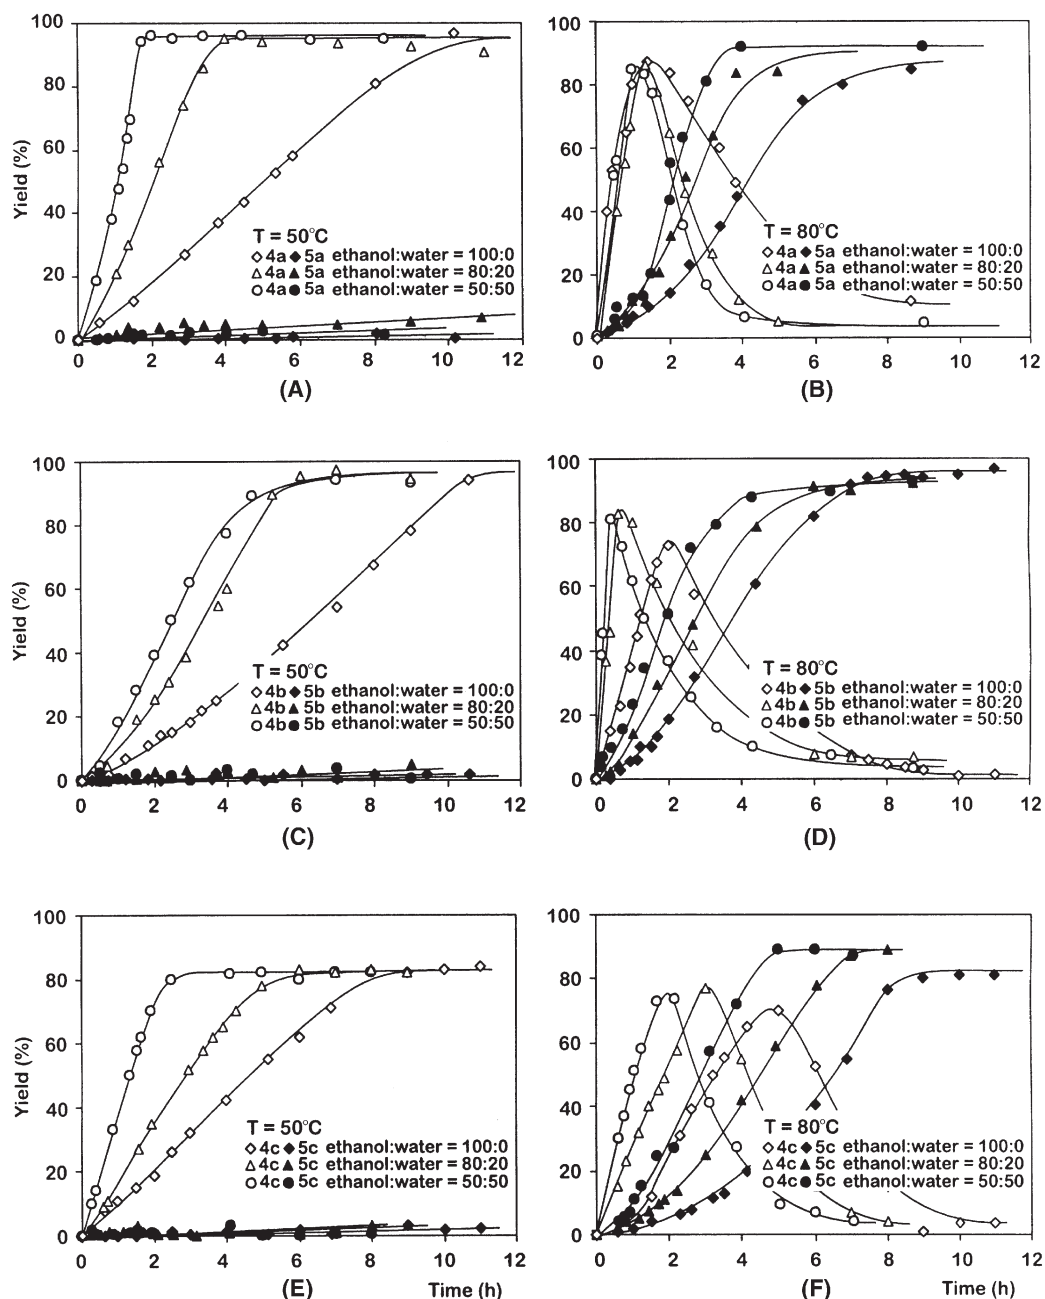 100
80
60
40
20
0
Yield (%)
T = 50°C
4a 5a ethanol:water = 100:0
4a 5a ethanol:water = 80:20
4a 5a ethanol:water = 50:50
0 2 4 6 8 10 12
(A)
100
80
60
40
20
0
T = 80°C
4a 5a ethanol:water = 100:0
4a 5a ethanol:water = 80:20
4a 5a ethanol:water = 50:50
0 2 4 6 8 10 12
(B)
100
80
60
40
20
0
Yield (%)
T = 50°C
4b 5b ethanol:water = 100:0
4b 5b ethanol:water = 80:20
4b 5b ethanol:water = 50:50
0 2 4 6 8 10 12
(C)
100
80
60
40
20
0
T = 80°C
4b 5b ethanol:water = 100:0
4b 5b ethanol:water = 80:20
4b 5b ethanol:water = 50:50
0 2 4 6 8 10 12
(D)
100
80
60
40
20
0
Yield (%)
T = 50°C
4c 5c ethanol:water = 100:0
4c 5c ethanol:water = 80:20
4c 5c ethanol:water = 50:50
0 2 4 6 8 10 12
(E)
Time (h)
100
80
60
40
20
0
T = 80°C
4c 5c ethanol:water = 100:0
4c 5c ethanol:water = 80:20
4c 5c ethanol:water = 50:50
0 2 4 6 8 10 12
(F)
Time (h)